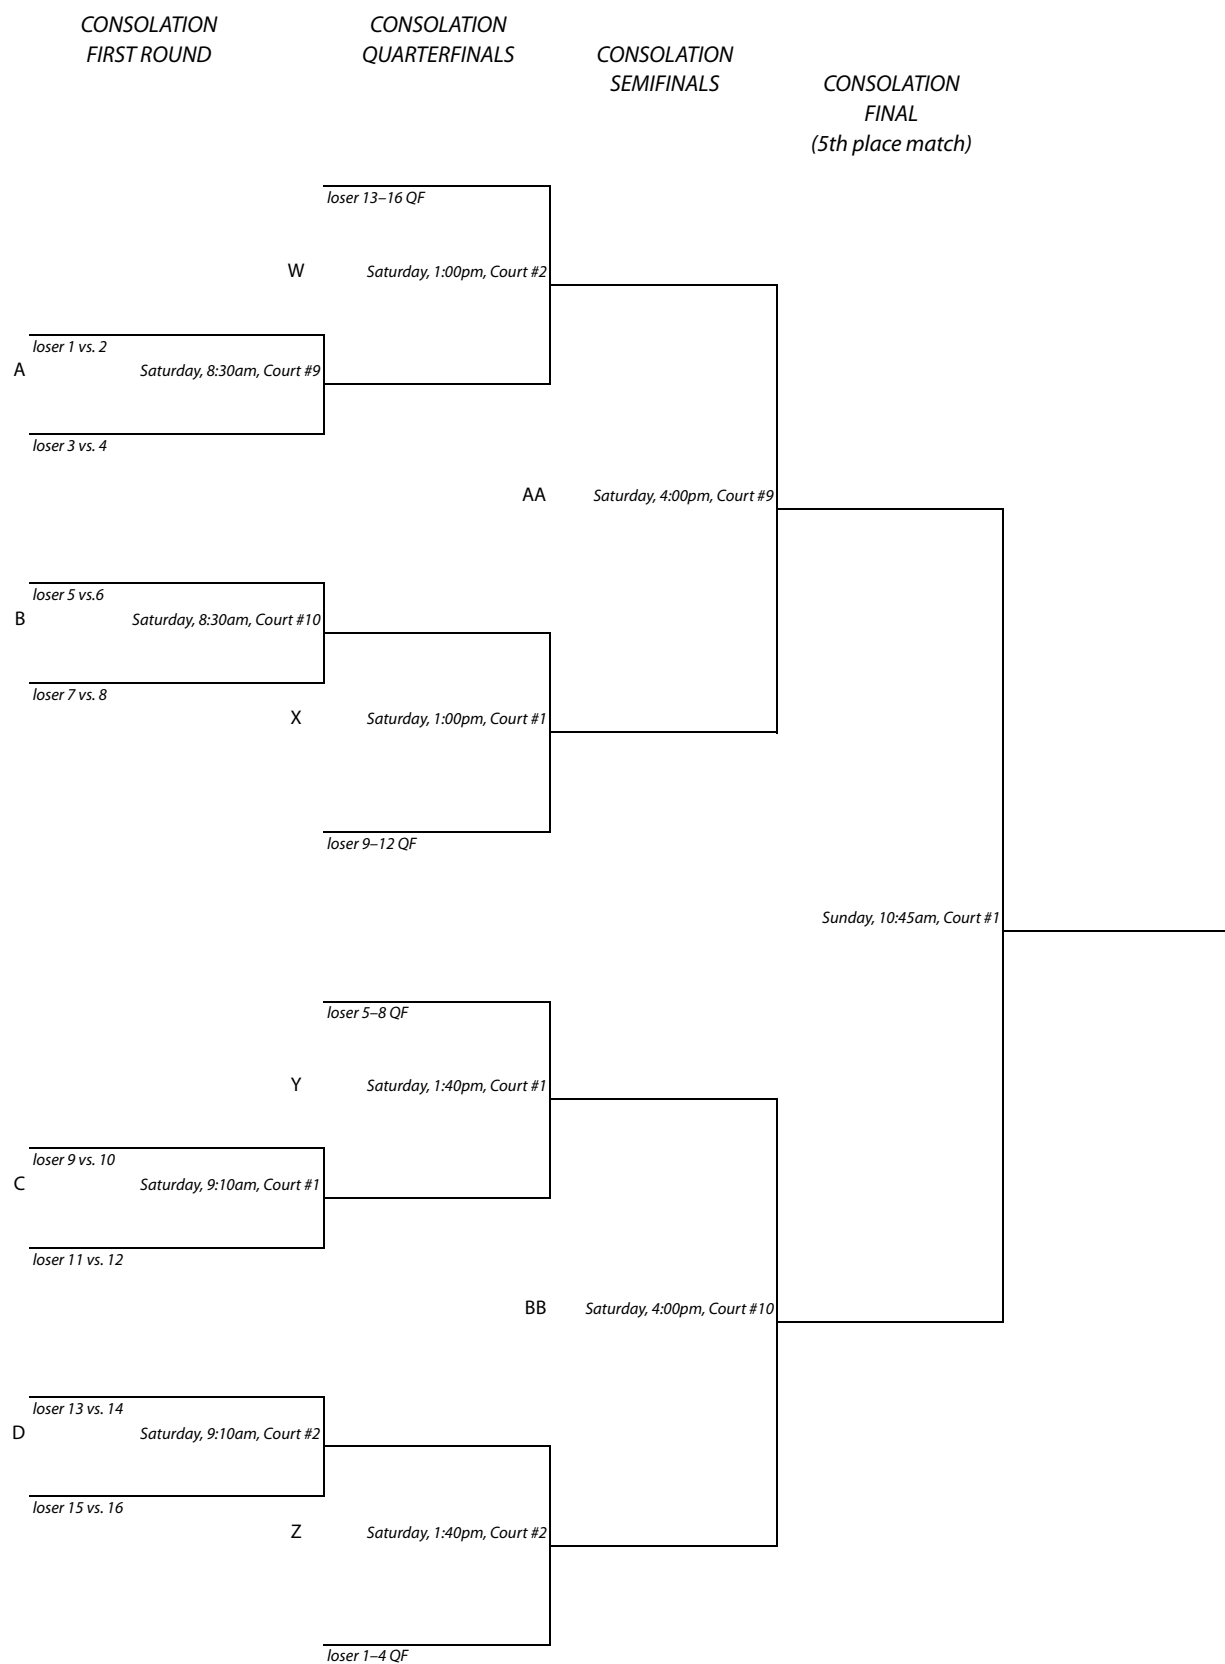 CONSOLATION
FIRST ROUND
CONSOLATION
QUARTERFINALS
CONSOLATION
SEMIFINALS
CONSOLATION
FINAL
(5th place match)
loser 13–16 QF
W
Saturday, 1:00pm, Court #2
loser 1 vs. 2
A
Saturday, 8:30am, Court #9
loser 3 vs. 4
AA
Saturday, 4:00pm, Court #9
loser 5 vs.6
B
Saturday, 8:30am, Court #10
loser 7 vs. 8
X
Saturday, 1:00pm, Court #1
loser 9–12 QF
Sunday, 10:45am, Court #1
loser 5–8 QF
Y
Saturday, 1:40pm, Court #1
loser 9 vs. 10
C
Saturday, 9:10am, Court #1
loser 11 vs. 12
BB
Saturday, 4:00pm, Court #10
loser 13 vs. 14
D
Saturday, 9:10am, Court #2
loser 15 vs. 16
Z
Saturday, 1:40pm, Court #2
loser 1–4 QF